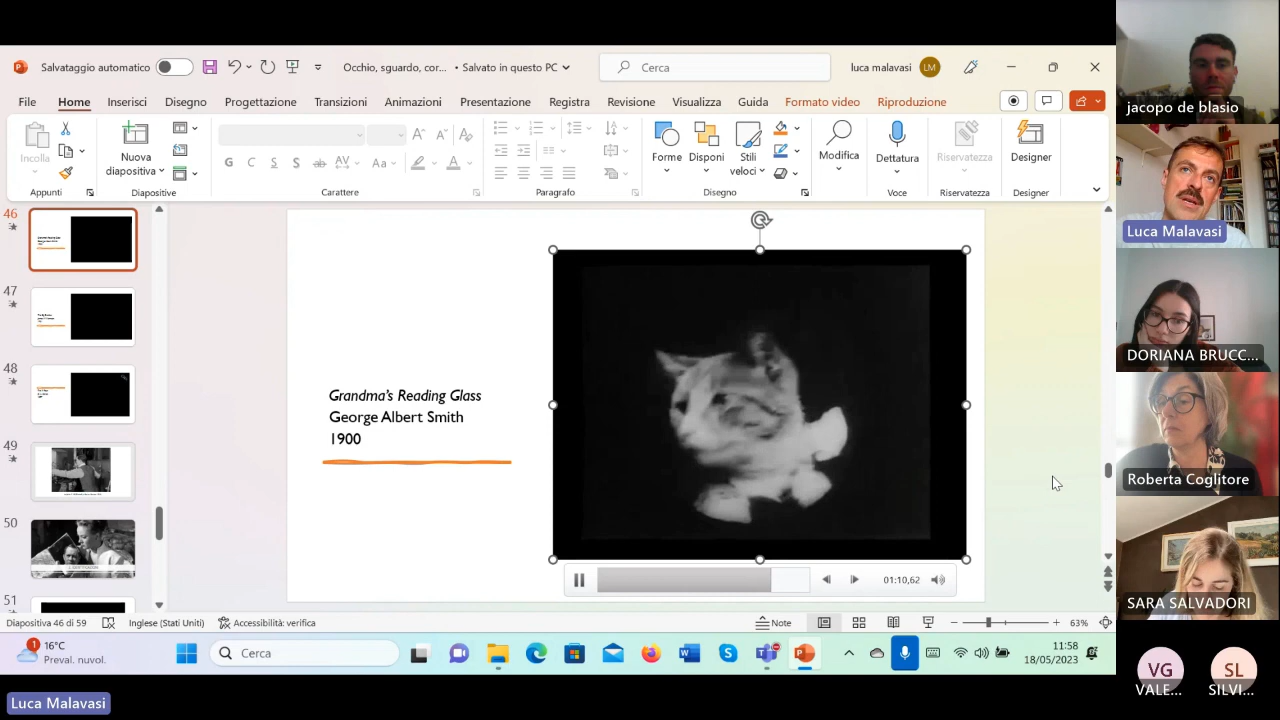 Salvataggio automatico
Occhio, sguardo, cor... • Salvato in questo PC
Cerca
luca malavasi
LM
File Home Inserisci Disegno Progettazione Transizioni Animazioni Presentazione Registra Revisione Visualizza Guida Formato video Riproduzione
Incolla
Nuova diapositiva
G C S S ab AV Aa A
Forme
Disponi
Stili veloci
Modifica
Dettatura
Riservatezza
Designer
Appunti
Diapositive
Carattere
Paragrafo
Disegno
Voce
Riservatezza
Designer
46
47
48
49
50
51
Grandma's Reading Glass
George Albert Smith
1900
01:10,62
Diapositiva 46 di 59
Inglese (Stati Uniti)
Accessibilità: verifica
Note
63%
1
16°C
Preval. nuvol
Cerca
11:58
18/05/2023
Luca Malavasi
jacopo de blasio
Luca Malavasi
DORIANA BRUCC...
Roberta Coglitore
SARA SALVADORI
VG
VALE...
SL
SILVI...